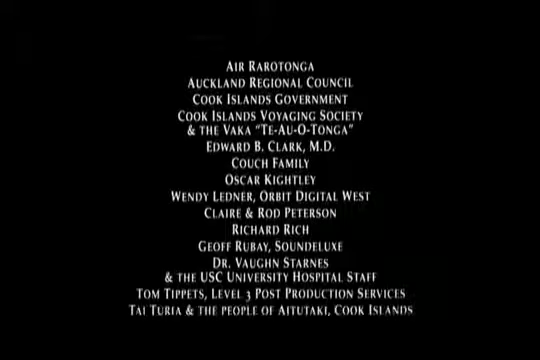 AIR RAROTONGA
AUCKLAND REGIONAL COUNCIL
COOK ISLANDS GOVERNMENT
COOK ISLANDS VOYAGING SOCIETY
& THE VAKA "TE-AU-O-TONGA"
EDWARD B. CLARK, M.D.
COUCH FAMILY
OSCAR KIGHTLEY
WENDY LEDNER, ORBIT DIGITAL WEST
CLAIRE & ROD PETERSON
RICHARD RICH
GEOFF RUBAY, SOUNDELUXE
DR. VAUGHN STARNES
& THE USC UNIVERSITY HOSPITAL STAFF
TOM TIPPETS, LEVEL 3 POST PRODUCTION SERVICES
TAI TURIA & THE PEOPLE OF AITUTAKI, COOK ISLANDS